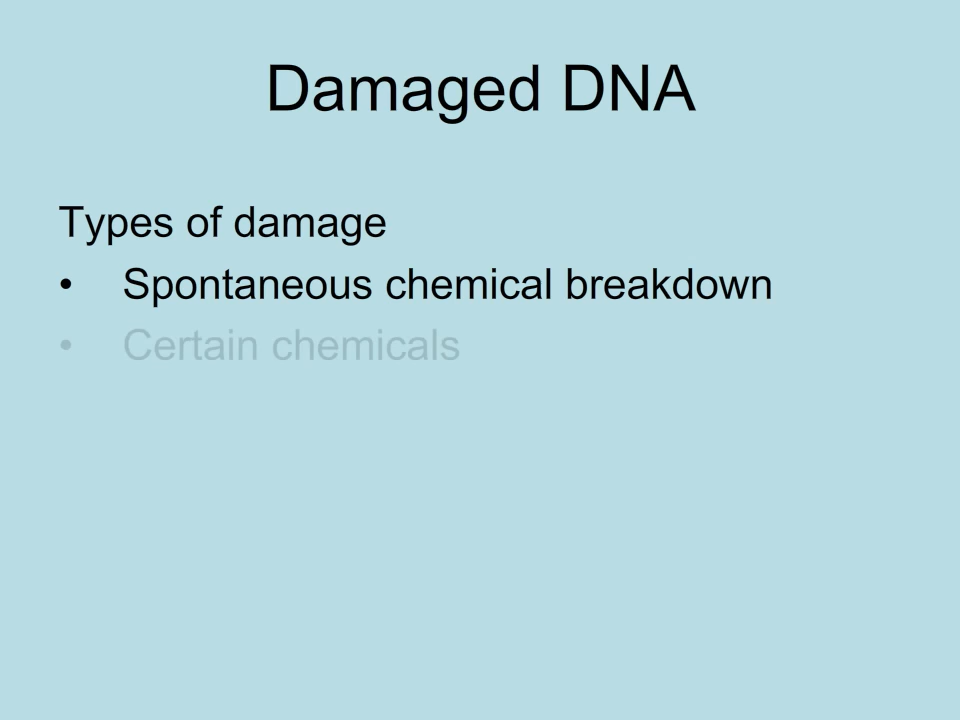 Damaged DNA
Types of damage
• Spontaneous chemical breakdown
• Certain chemicals